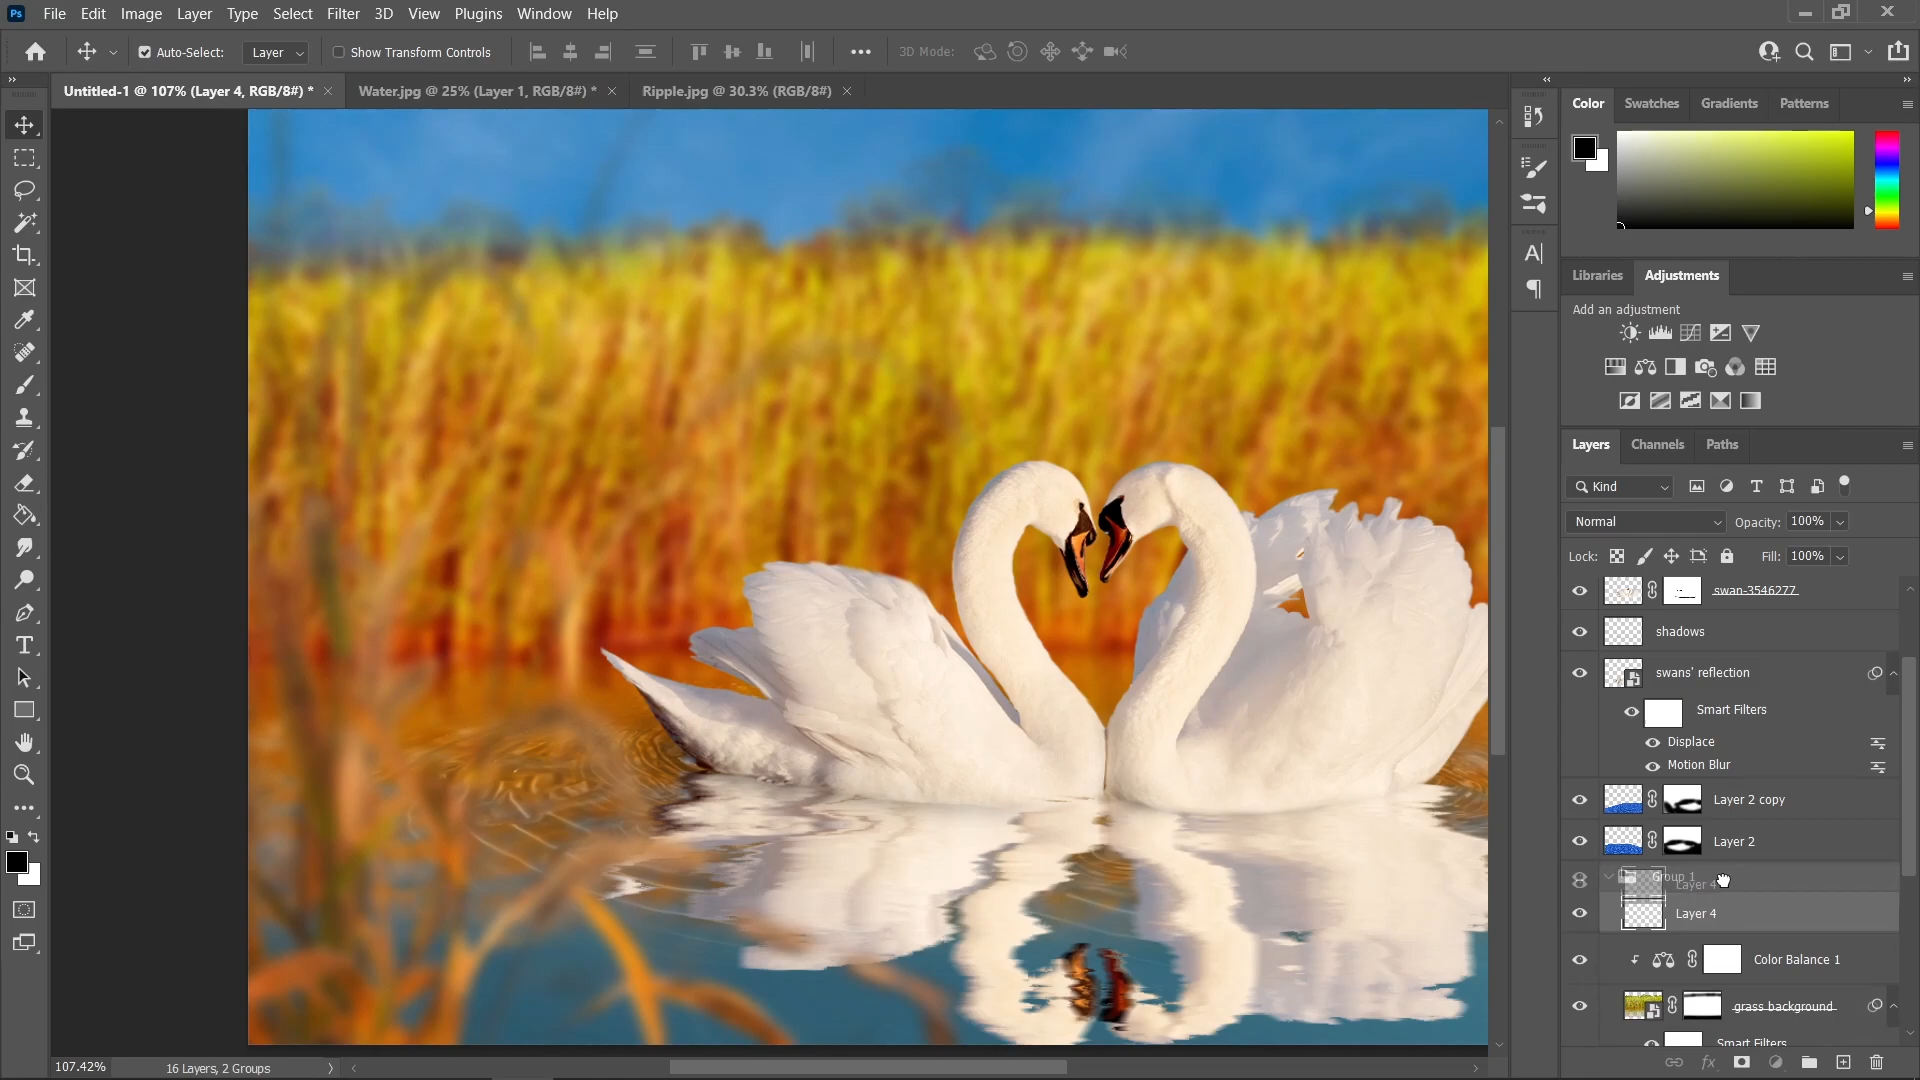 Ps File Edit Image Layer Type Select Filter 3D View Plugins Window Help
Auto-Select: Layer Show Transform Controls 3D Mode:
Untitled-1 @ 107% (Layer 4, RGB/8#) * Water.jpg @ 25% (Layer 1, RGB/8#) * Ripple.jpg @ 30.3% (RGB/8#)
Color Swatches Gradients Patterns
Libraries Adjustments
Add an adjustment
Layers Channels Paths
Kind
Normal Opacity: 100%
Lock: Fill: 100%
swan-3546277
shadows
swans' reflection
Smart Filters
Displace
Motion Blur
Layer 2 copy
Layer 2
Group 1
Layer 4
Layer 4
Color Balance 1
grass background
Smart Filters
107.42% 16 Layers, 2 Groups